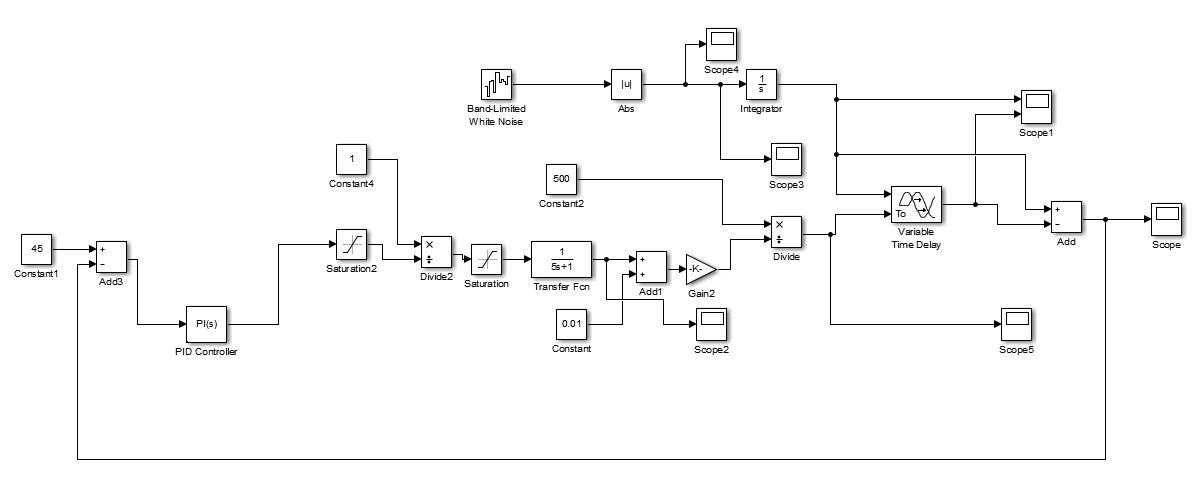 Scope4
Band-Limited
White Noise
|u|
Abs
1
s
Integrator
Scope1
Scope3
1
Constant4
500
Constant2
To
Variable
Time Delay
+
−
Add
Scope
45
Constant1
+
−
Add3
Saturation2
×
÷
Divide2
Saturation
1
5s+1
Transfer Fcn
+
+
Add1
-K-
Gain2
×
÷
Divide
PI(s)
PID Controller
0.01
Constant
Scope2
Scope5